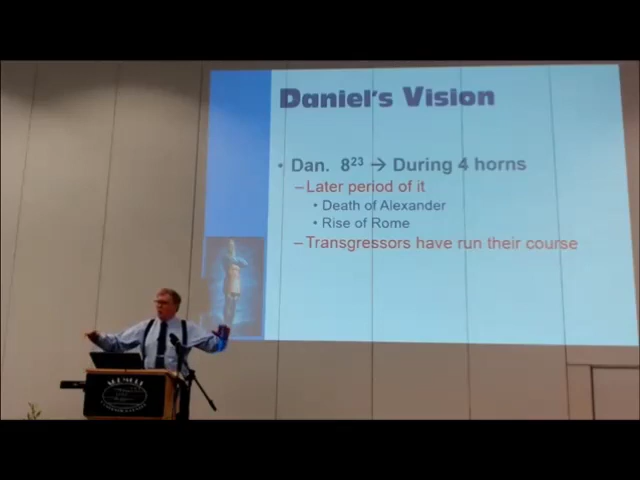 Daniel's Vision
• Dan. 8²³ → During 4 horns
– Later period of it
• Death of Alexander
• Rise of Rome
– Transgressors have run their course